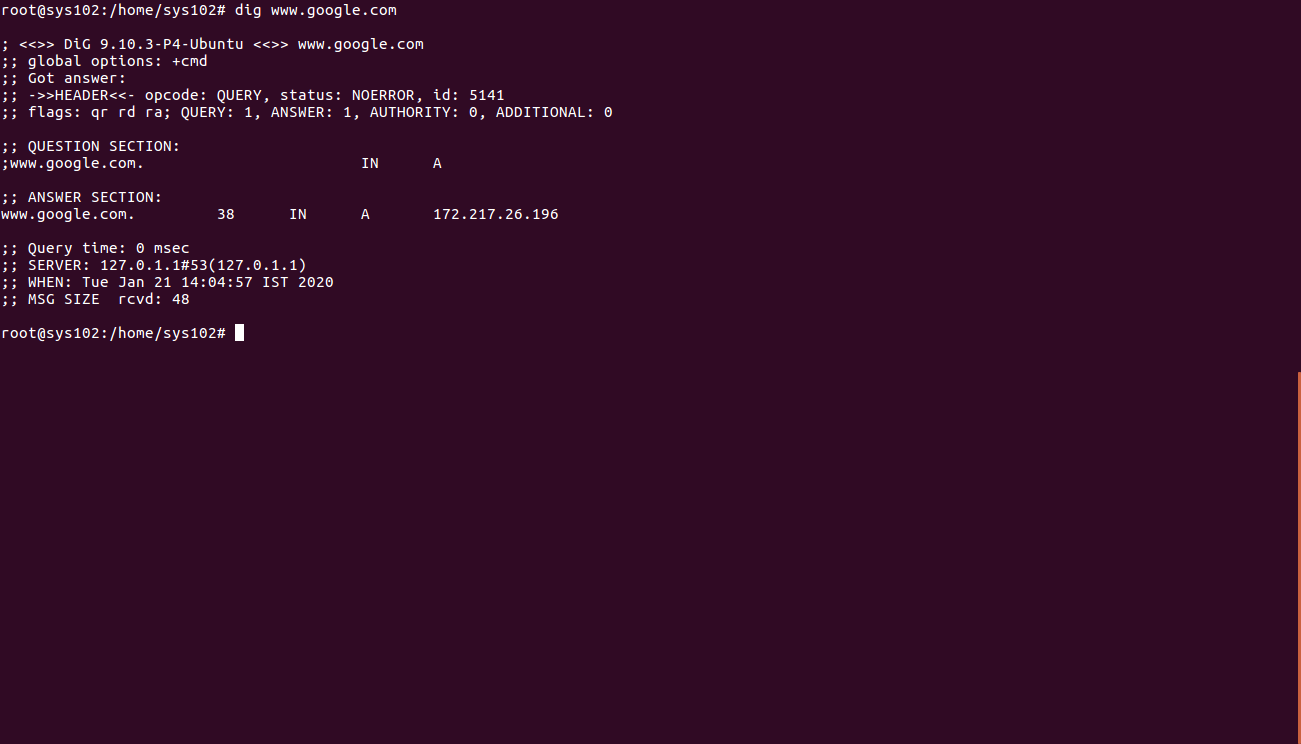 root@sys102:/home/sys102# dig www.google.com
; <<>> DiG 9.10.3-P4-Ubuntu <<>> www.google.com
;; global options: +cmd
;; Got answer:
;; ->>HEADER<<- opcode: QUERY, status: NOERROR, id: 5141
;; flags: qr rd ra; QUERY: 1, ANSWER: 1, AUTHORITY: 0, ADDITIONAL: 0
;; QUESTION SECTION:
;www.google.com. IN A
;; ANSWER SECTION:
www.google.com. 38 IN A 172.217.26.196
;; Query time: 0 msec
;; SERVER: 127.0.1.1#53(127.0.1.1)
;; WHEN: Tue Jan 21 14:04:57 IST 2020
;; MSG SIZE  rcvd: 48
root@sys102:/home/sys102#